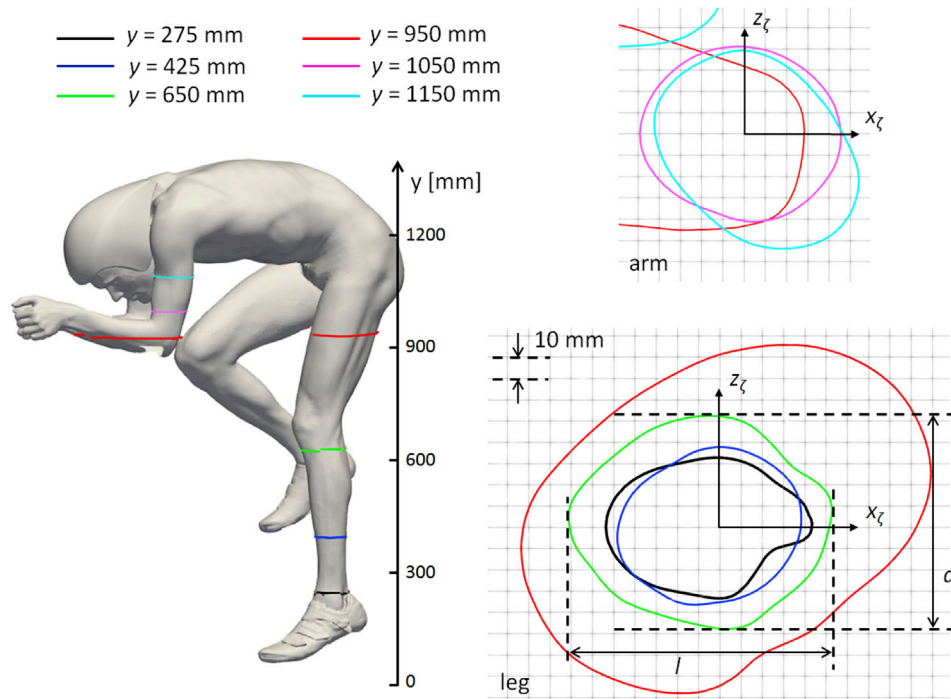 y = 275 mm
y = 950 mm
y = 425 mm
y = 1050 mm
y = 650 mm
y = 1150 mm
zζ
xζ
arm
y [mm]
1200
900
600
300
0
10 mm
zζ
xζ
d
l
leg